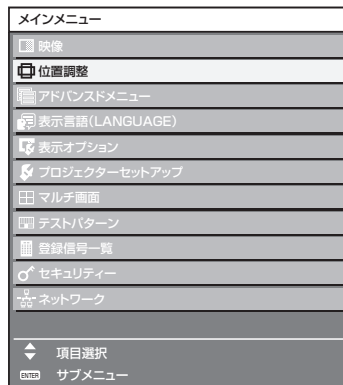 メインメニュー
映像
位置調整
アドバンスドメニュー
表示言語(LANGUAGE)
表示オプション
プロジェクターセットアップ
マルチ画面
テストパターン
登録信号一覧
セキュリティー
ネットワーク
項目選択
ENTER サブメニュー